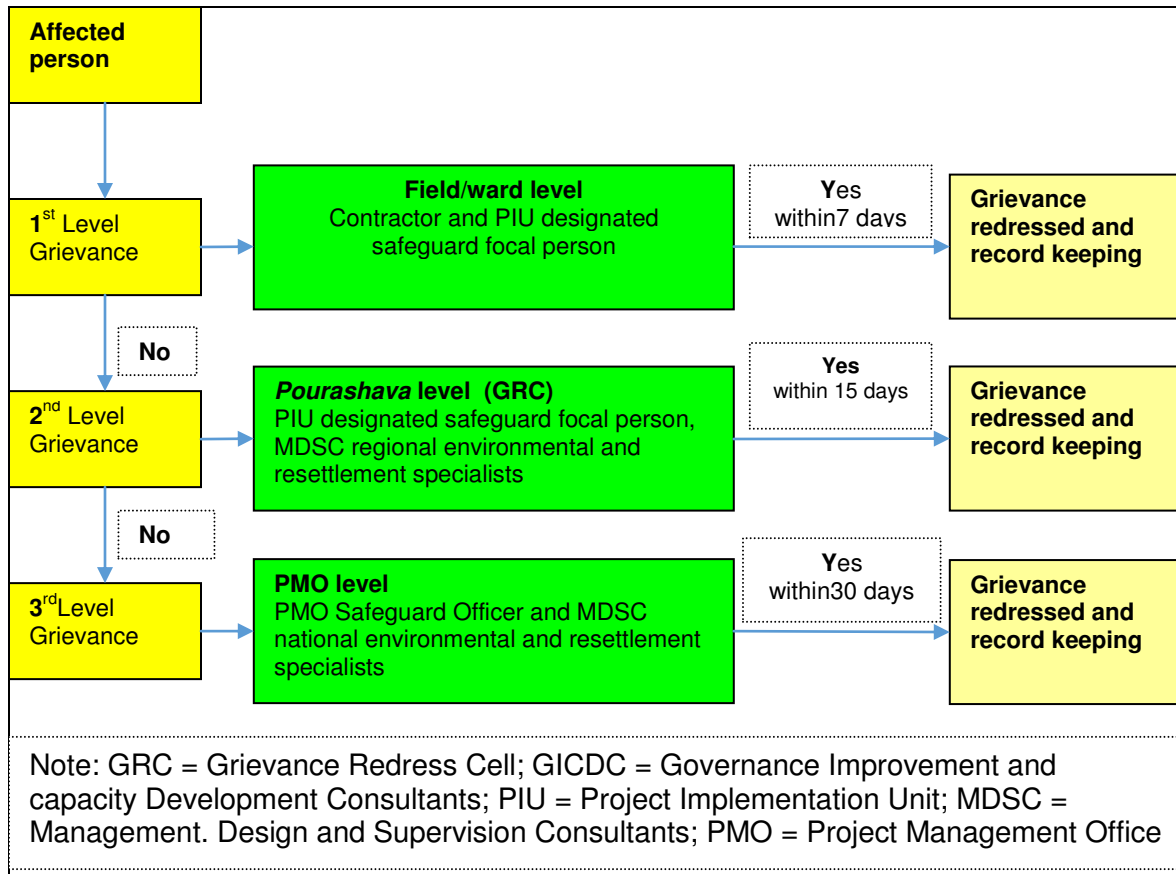 Affected
person
1st Level
Grievance
Field/ward level
Contractor and PIU designated
safeguard focal person
Yes
within7 days
Grievance
redressed and
record keeping
No
2nd Level
Grievance
Pourashava level (GRC)
PIU designated safeguard focal person,
MDSC regional environmental and
resettlement specialists
Yes
within 15 days
Grievance
redressed and
record keeping
No
3rdLevel
Grievance
PMO level
PMO Safeguard Officer and MDSC
national environmental and resettlement
specialists
Yes
within30 days
Grievance
redressed and
record keeping
Note: GRC = Grievance Redress Cell; GICDC = Governance Improvement and
capacity Development Consultants; PIU = Project Implementation Unit; MDSC =
Management. Design and Supervision Consultants; PMO = Project Management Office